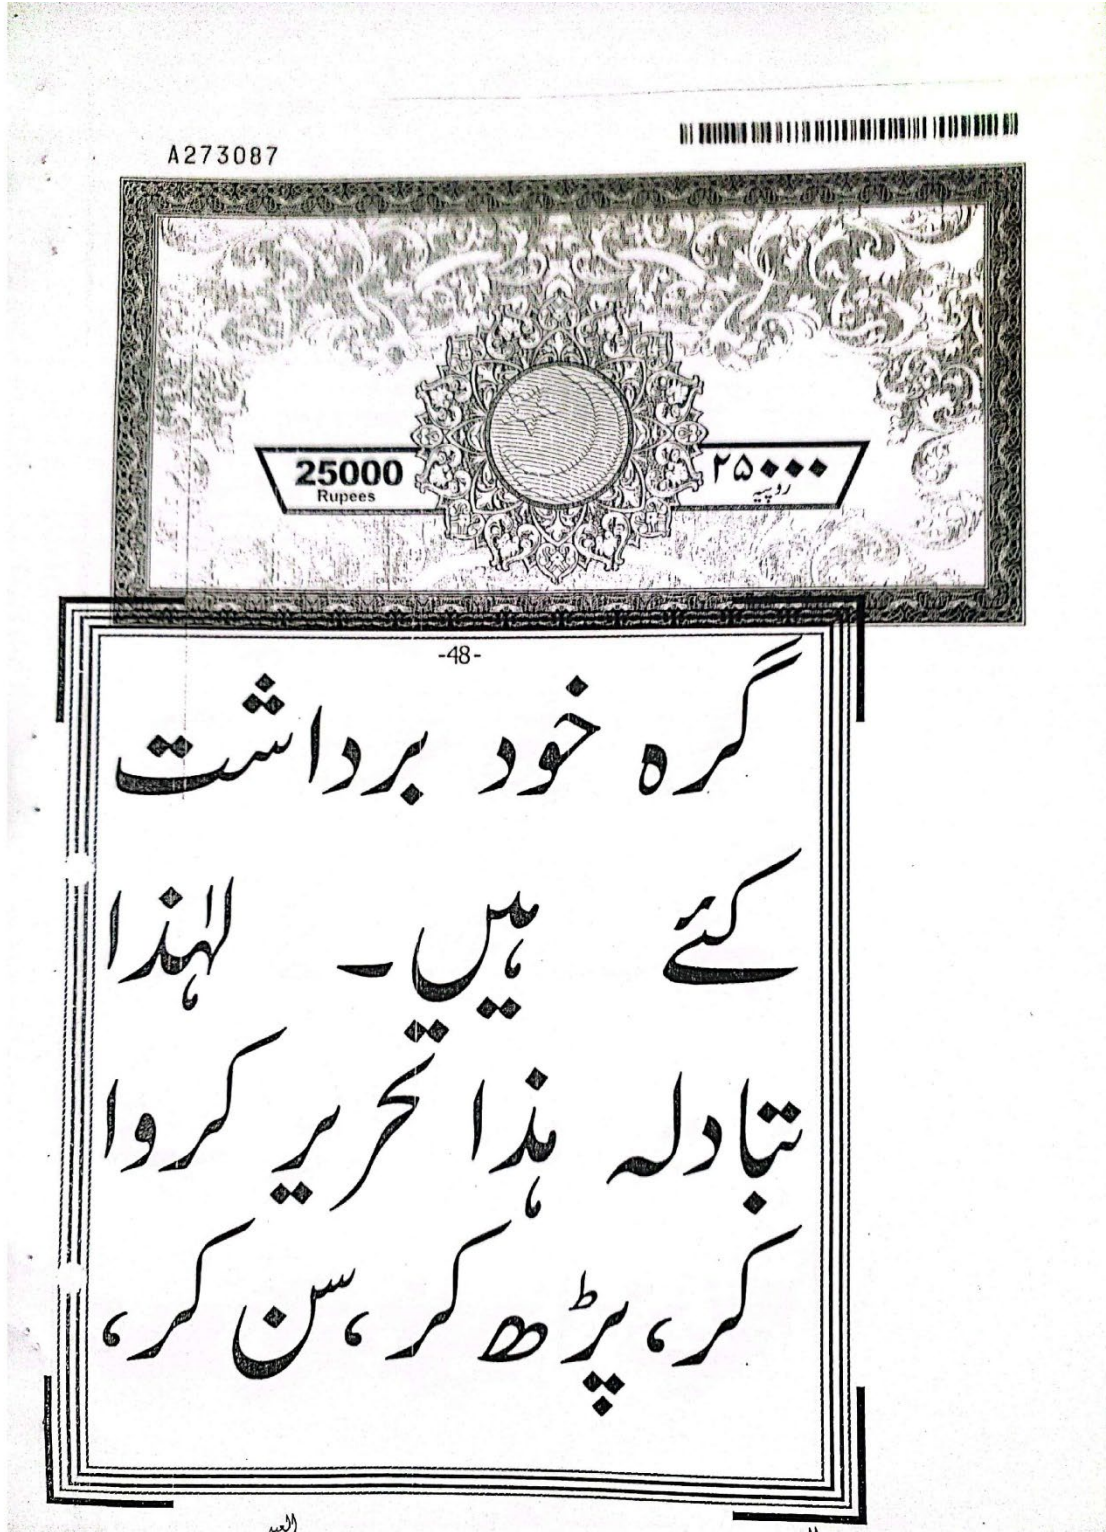 A273087
25000
Rupees
۲۵۰۰۰
روپیہ
-48-
گرہ خود برداشت
کئے ہیں۔ لہٰذا
تبادلہ ہذا تحریر کروا
کر، پڑھ کر، سن کر،
العبد